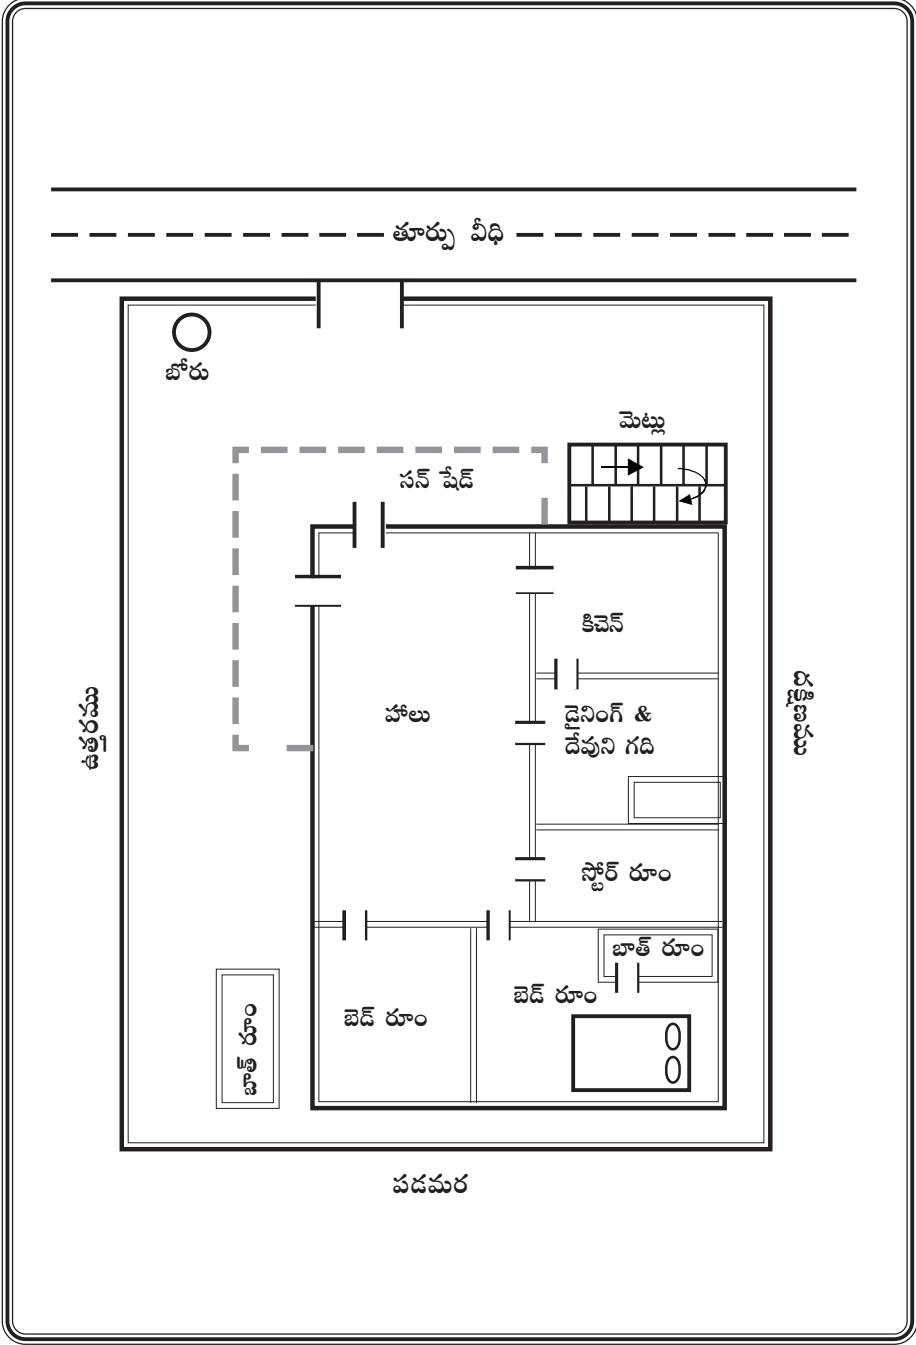 తూర్పు వీధి
బోరు
మెట్లు
సన్ షేడ్
కిచెన్
ఉత్తరము
హాలు
డైనింగ్ &
దేవుని గది
దక్షిణము
స్టోర్ రూం
బాత్ రూం
బెడ్ రూం
బెడ్ రూం
బాత్ రూం
పడమర